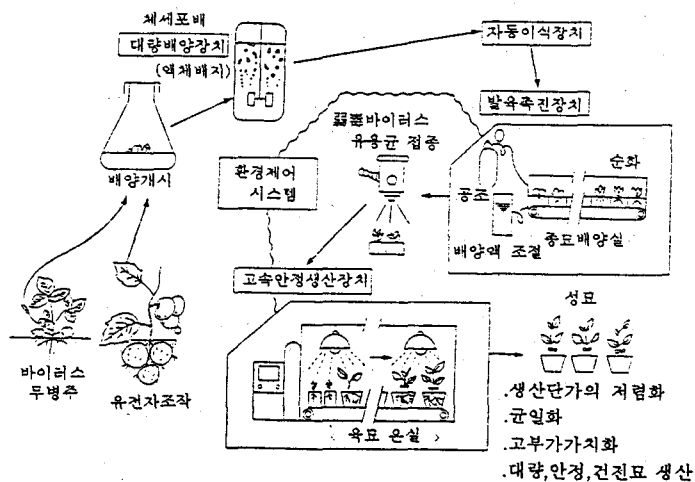 체세포배
대량배양장치
(액체배지)
자동이식장치
발육촉진장치
弱毒바이러스
유용균 접종
순화
환경제어
시스템
공조
배양개시
배양액 조절
종묘배양실
고속안정생산장치
성묘
바이러스
무병주
유전자조작
육묘 온실
.생산단가의 저렴화
.균일화
.고부가가치화
.대량,안정,건진묘 생산